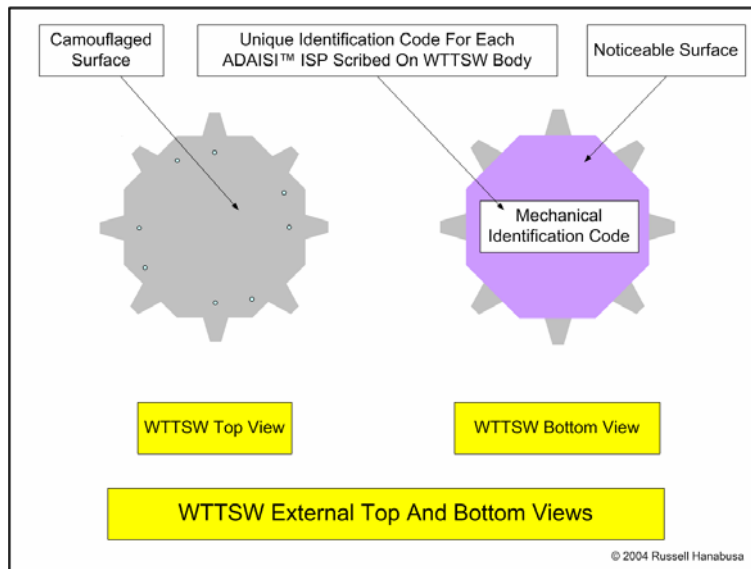 Camouflaged
Surface
Unique Identification Code For Each
ADAISI™ ISP Scribed On WTTSW Body
Noticeable Surface
Mechanical
Identification Code
WTTSW Top View
WTTSW Bottom View
WTTSW External Top And Bottom Views
© 2004 Russell Hanabusa